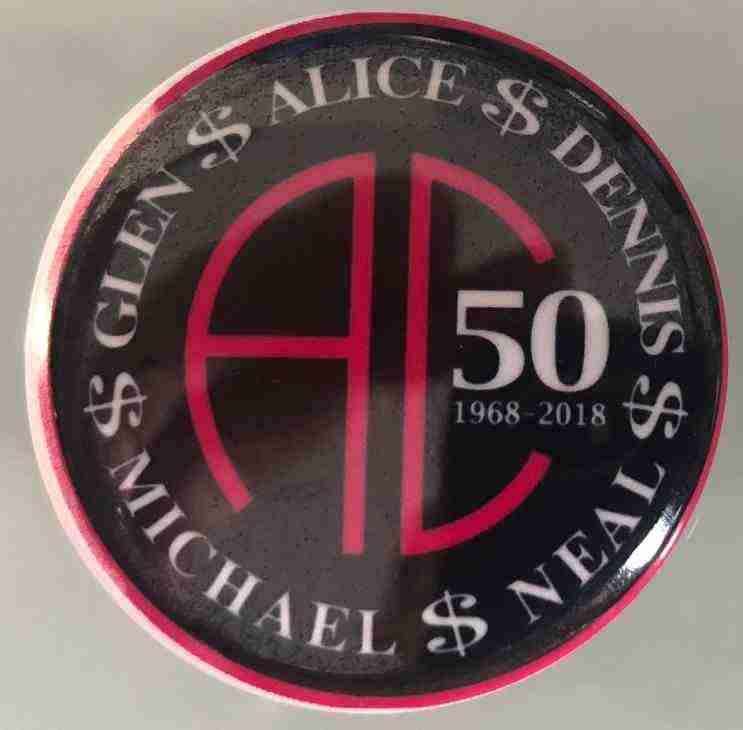 ALICE $ DENNIS $ NEAL $ MICHAEL $ GLEN $
AC
50
1968-2018